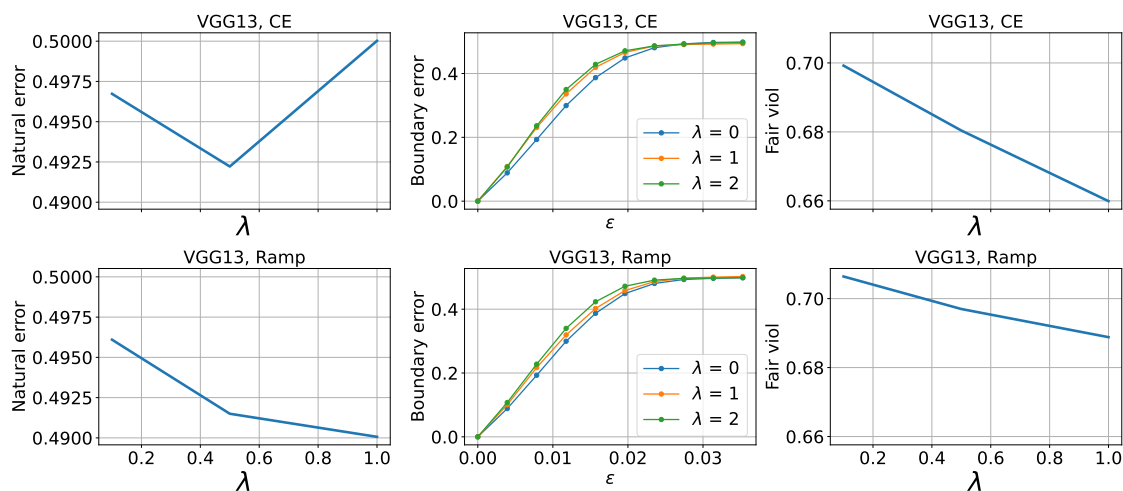 VGG13, CE
Natural error
0.5000
0.4975
0.4950
0.4925
0.4900
λ
VGG13, CE
Boundary error
0.4
0.2
0.0
λ = 0
λ = 1
λ = 2
ε
VGG13, CE
Fair viol
0.70
0.68
0.66
λ
VGG13, Ramp
Natural error
0.5000
0.4975
0.4950
0.4925
0.4900
0.2 0.4 0.6 0.8 1.0
λ
VGG13, Ramp
Boundary error
0.4
0.2
0.0
λ = 0
λ = 1
λ = 2
0.00 0.01 0.02 0.03
ε
VGG13, Ramp
Fair viol
0.70
0.68
0.66
0.2 0.4 0.6 0.8 1.0
λ